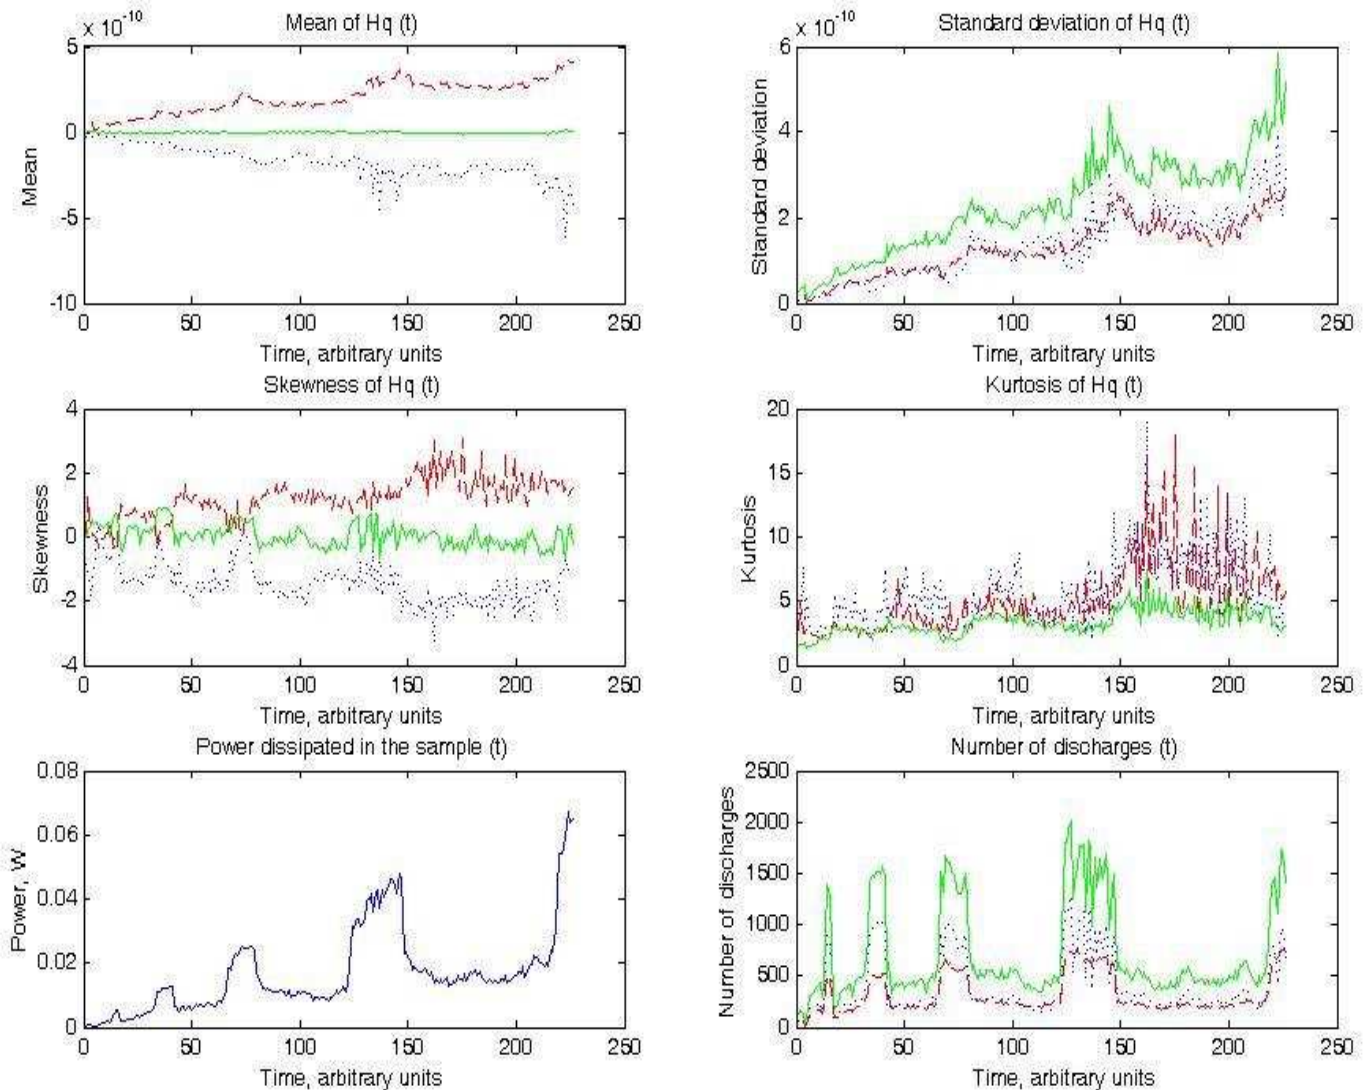 x 10^-10
Mean of Hq (t)
5
0
-5
-10
Mean
0 50 100 150 200 250
Time, arbitrary units
x 10^-10
Standard deviation of Hq (t)
6
4
2
0
Standard deviation
0 50 100 150 200 250
Time, arbitrary units
Skewness of Hq (t)
4
2
0
-2
-4
Skewness
0 50 100 150 200 250
Time, arbitrary units
Kurtosis of Hq (t)
20
15
10
5
0
Kurtosis
0 50 100 150 200 250
Time, arbitrary units
Power dissipated in the sample (t)
0.08
0.06
0.04
0.02
0
Power, W
0 50 100 150 200 250
Time, arbitrary units
Number of discharges (t)
2500
2000
1500
1000
500
0
Number of discharges
0 50 100 150 200 250
Time, arbitrary units